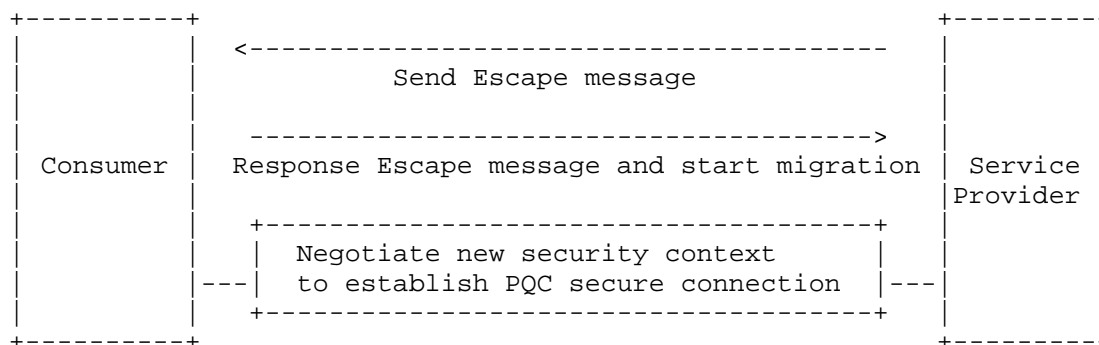 Send Escape message
Consumer Response Escape message and start migration Service
Provider
Negotiate new security context
to establish PQC secure connection